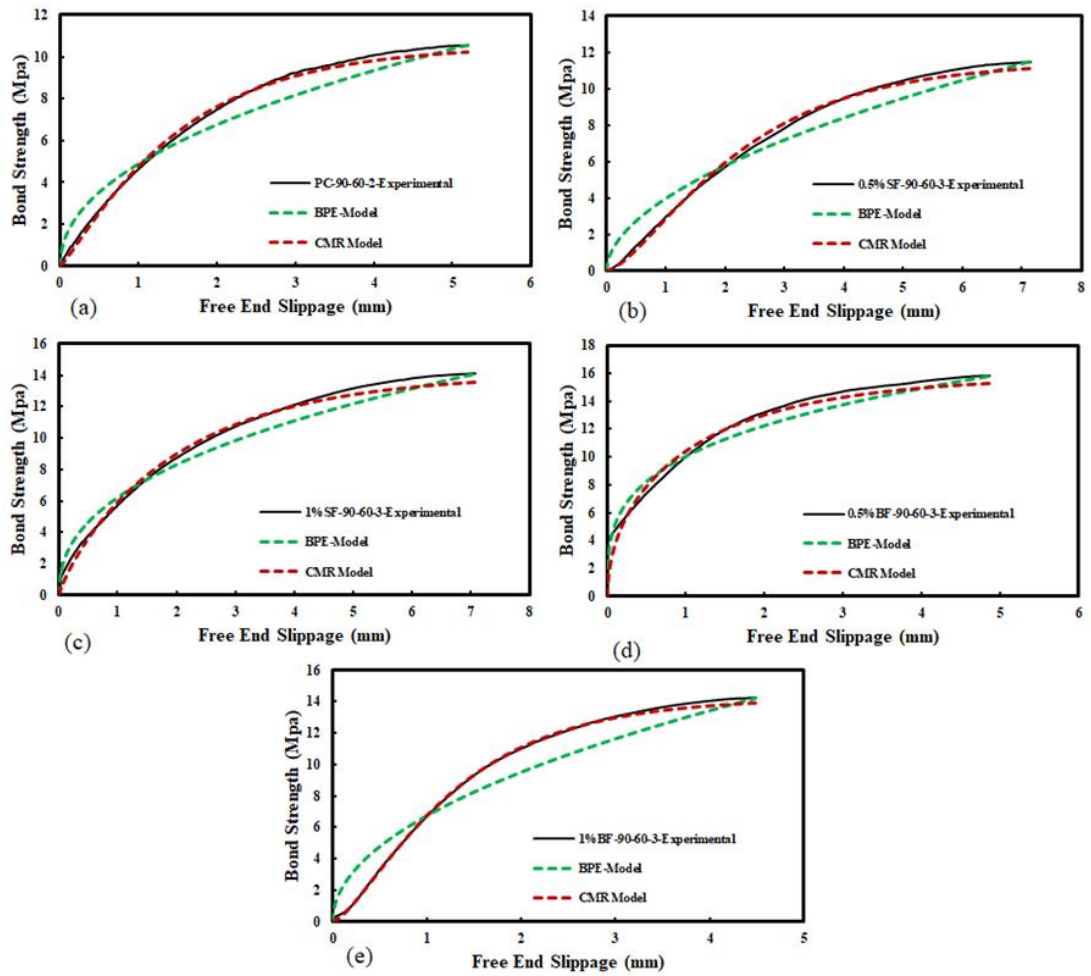 12
10
8
6
4
2
0
Bond Strength (Mpa)
PC-90-60-2-Experimental
BPE-Model
CMR Model
0 1 2 3 4 5 6
Free End Slippage (mm)
(a)
14
12
10
8
6
4
2
0
Bond Strength (Mpa)
0.5%SF-90-60-3-Experimental
BPE-Model
CMR Model
0 1 2 3 4 5 6 7 8
Free End Slippage (mm)
(b)
16
14
12
10
8
6
4
2
0
Bond Strength (Mpa)
1%SF-90-60-3-Experimental
BPE-Model
CMR Model
0 1 2 3 4 5 6 7 8
Free End Slippage (mm)
(c)
18
16
14
12
10
8
6
4
2
0
Bond Strength (Mpa)
0.5%BF-90-60-3-Experimental
BPE-Model
CMR Model
0 1 2 3 4 5 6
Free End Slippage (mm)
(d)
16
14
12
10
8
6
4
2
0
Bond Strength (Mpa)
1%BF-90-60-3-Experimental
BPE-Model
CMR Model
0 1 2 3 4 5
Free End Slippage (mm)
(e)